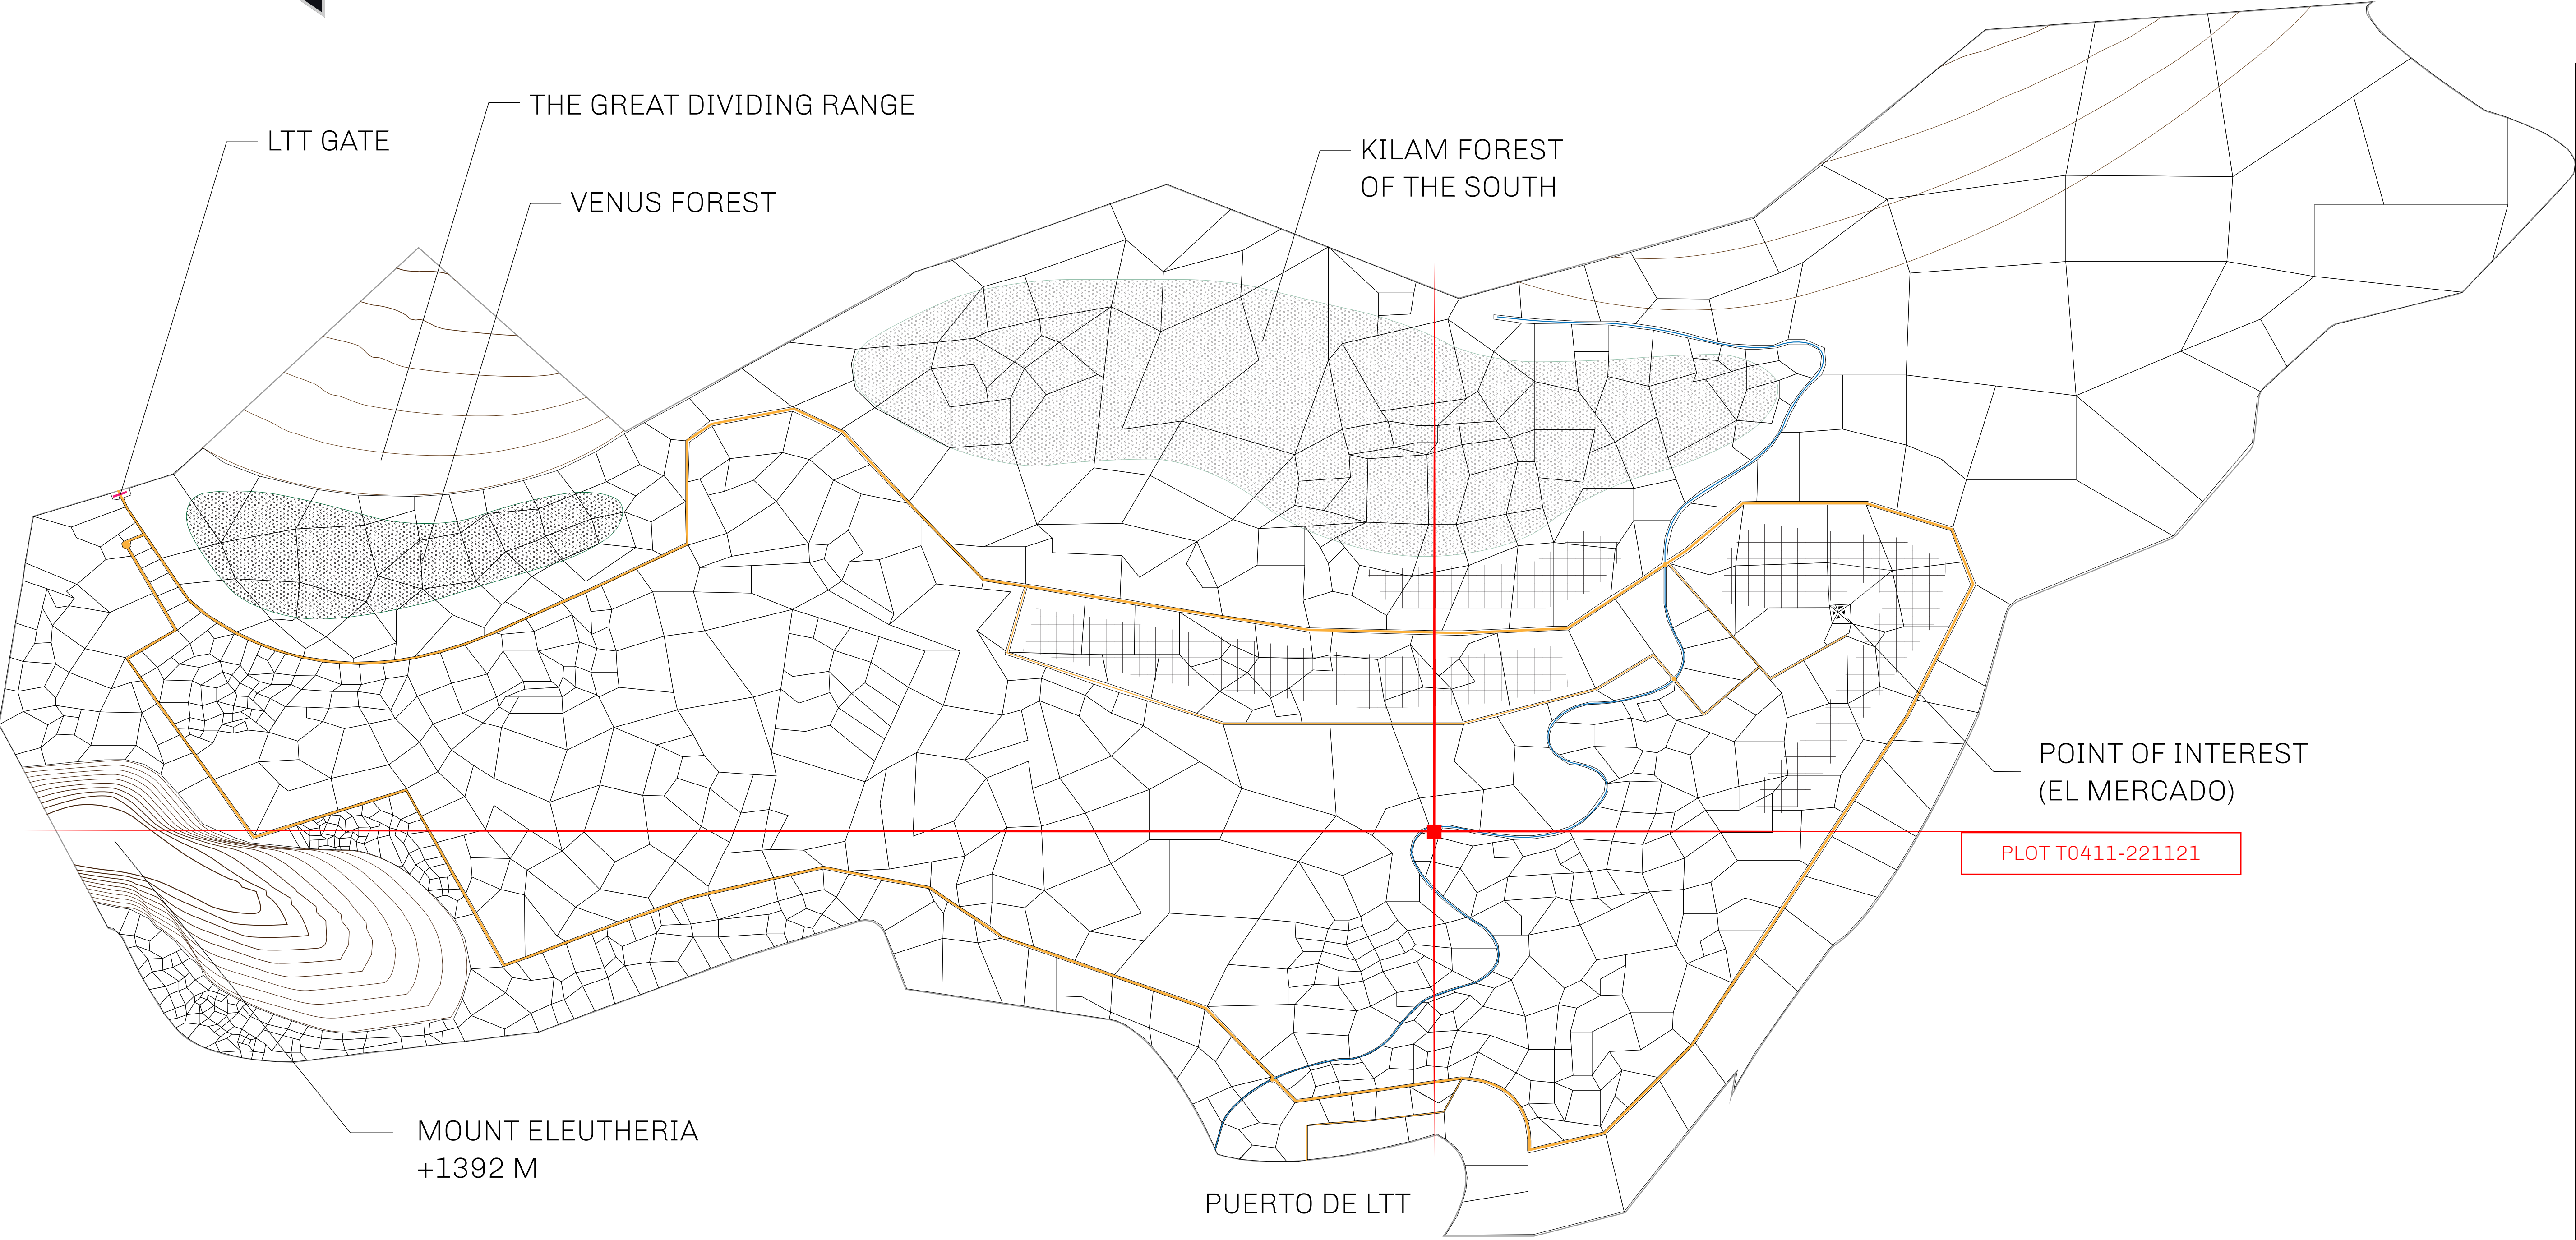 THE GREAT DIVIDING RANGE
LTT GATE
KILAM FOREST
OF THE SOUTH
VENUS FOREST
POINT OF INTEREST
(EL MERCADO)
PLOT T0411-221121
MOUNT ELEUTHERIA
+1392 M
PUERTO DE LTT